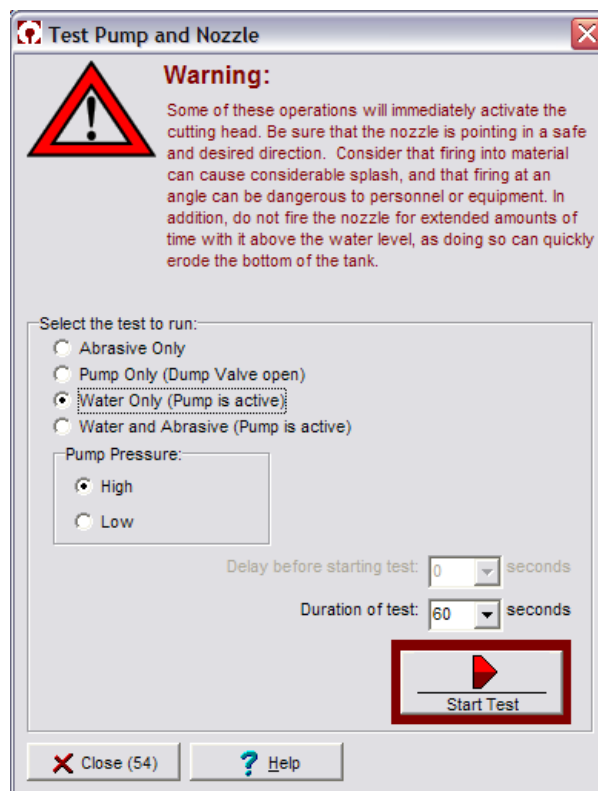 Test Pump and Nozzle
Warning:
Some of these operations will immediately activate the
cutting head. Be sure that the nozzle is pointing in a safe
and desired direction.  Consider that firing into material
can cause considerable splash, and that firing at an
angle can be dangerous to personnel or equipment. In
addition, do not fire the nozzle for extended amounts of
time with it above the water level, as doing so can quickly
erode the bottom of the tank.
Select the test to run:
Abrasive Only
Pump Only (Dump Valve open)
Water Only (Pump is active)
Water and Abrasive (Pump is active)
Pump Pressure:
High
Low
Delay before starting test: 0 seconds
Duration of test: 60 seconds
Start Test
Close (54) Help